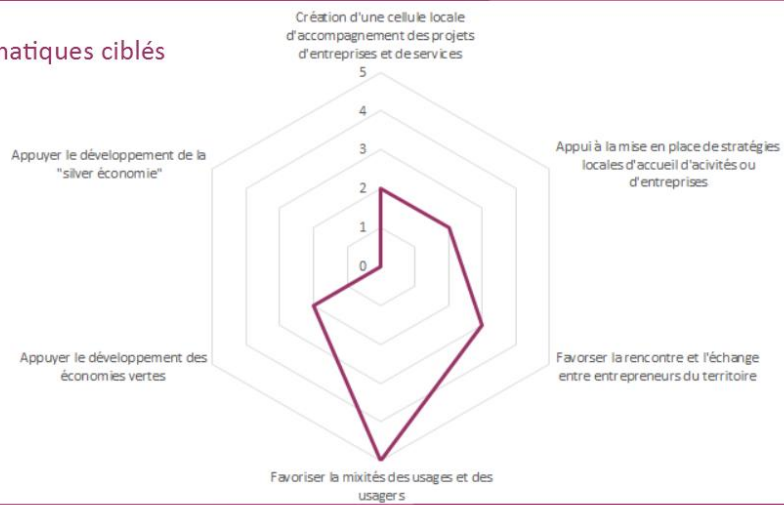 matiques ciblés
Création d'une cellule locale
d'accompagnement des projets
d'entreprises et de services
5
4
3
2
1
0
Appui à la mise en place de stratégies
locales d'accueil d'acivités ou
d'entreprises
Favorser la rencontre et l'échange
entre entrepreneurs du territoire
Favoriser la mixités des usages et des
usagers
Appuyer le développement des
économies vertes
Appuyer le développement de la
"silver économie"